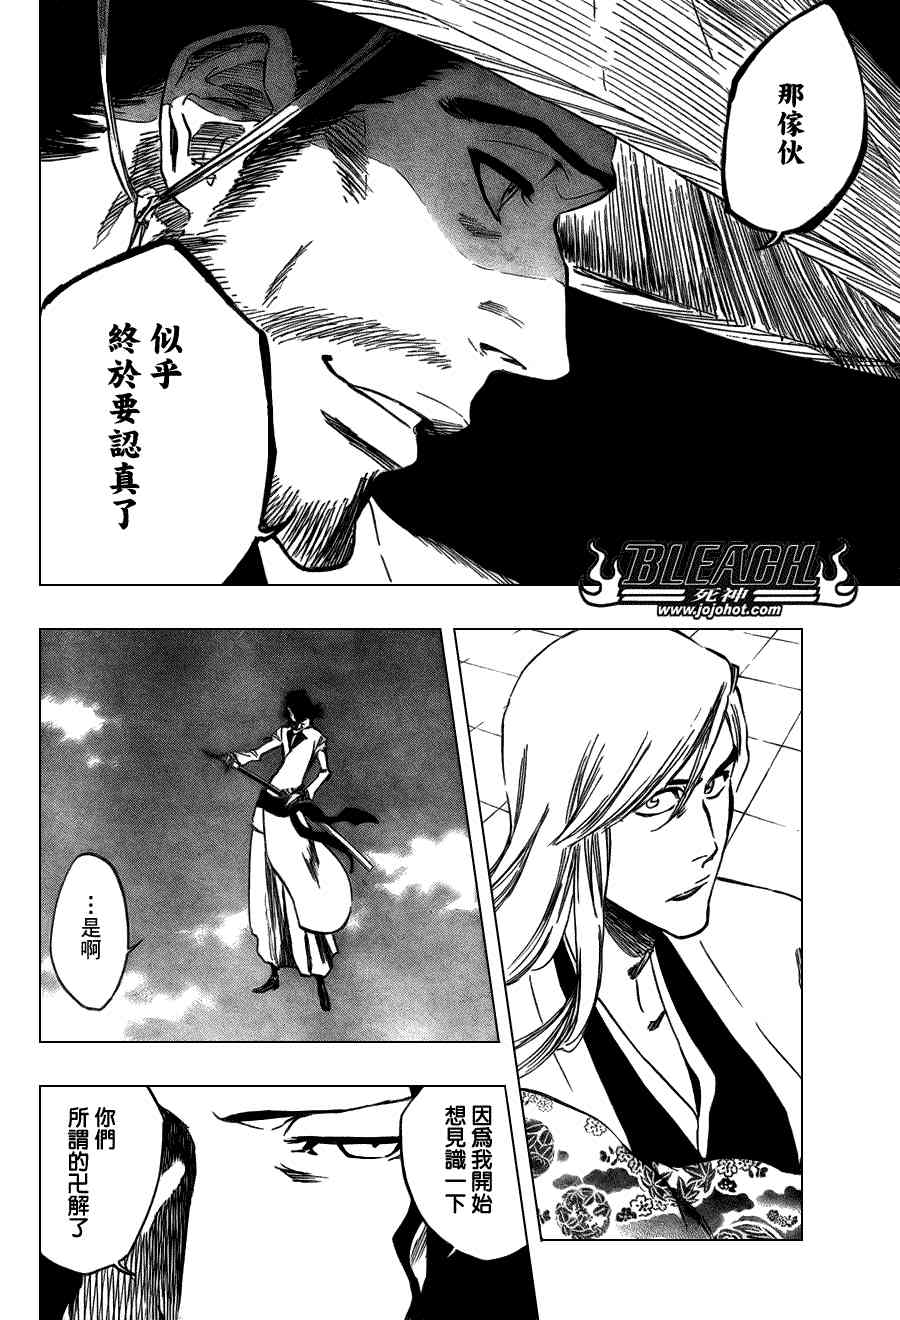 那傢伙
似乎
終於要認真了
BLEACH
死神
www.jojohot.com
…是啊
因為我開始
想見識一下
你們
所謂的卍解了